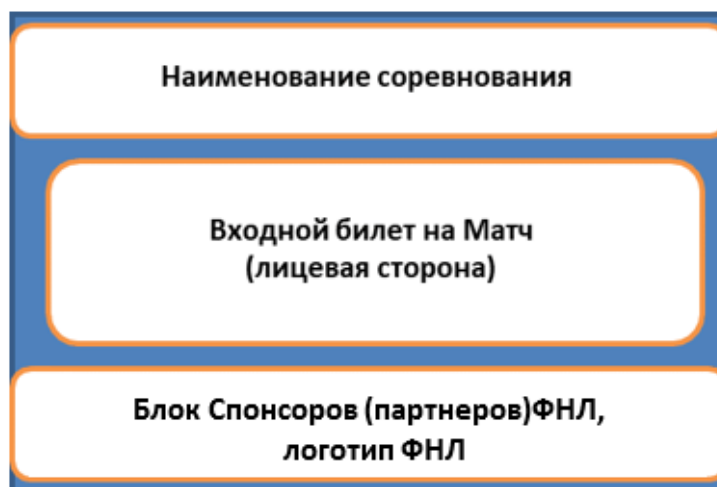 Наименование соревнования
Входной билет на Матч
(лицевая сторона)
Блок Спонсоров (партнеров)ФНЛ,
логотип ФНЛ